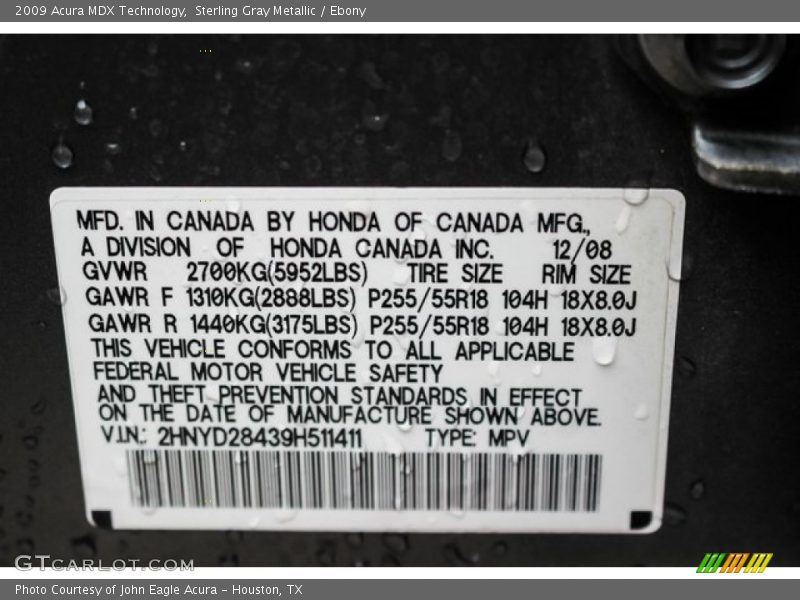 2009 Acura MDX Technology, Sterling Gray Metallic / Ebony
MFD. IN CANADA BY HONDA OF CANADA MFG.,
A DIVISION OF HONDA CANADA INC. 12/08
GVWR 2700KG(5952LBS) TIRE SIZE RIM SIZE
GAWR F 1310KG(2888LBS) P255/55R18 104H 18X8.0J
GAWR R 1440KG(3175LBS) P255/55R18 104H 18X8.0J
THIS VEHICLE CONFORMS TO ALL APPLICABLE
FEDERAL MOTOR VEHICLE SAFETY
AND THEFT PREVENTION STANDARDS IN EFFECT
ON THE DATE OF MANUFACTURE SHOWN ABOVE.
V.I.N.: 2HNYD28439H511411 TYPE: MPV
GTCARLOT.COM
Photo Courtesy of John Eagle Acura - Houston, TX